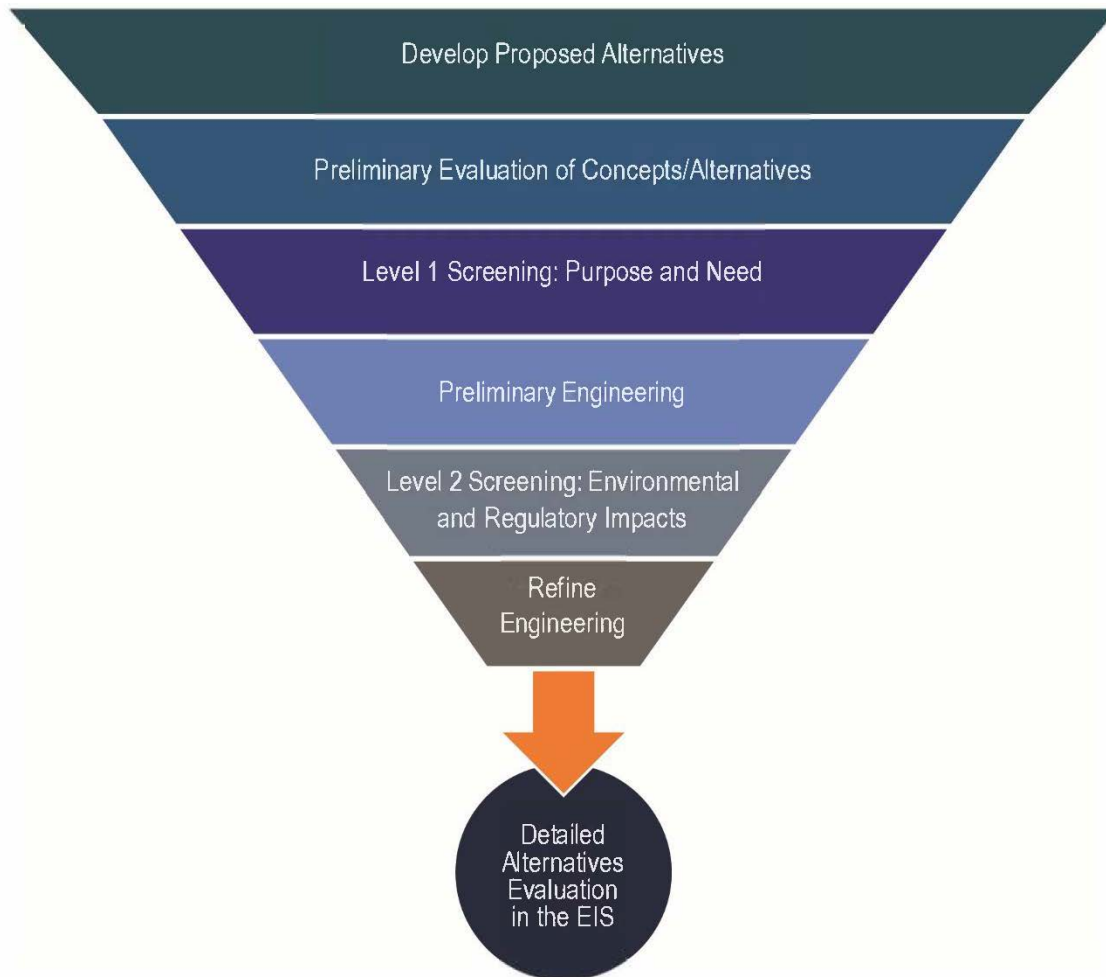 Develop Proposed Alternatives
Preliminary Evaluation of Concepts/Alternatives
Level 1 Screening: Purpose and Need
Preliminary Engineering
Level 2 Screening: Environmental
and Regulatory Impacts
Refine
Engineering
Detailed
Alternatives
Evaluation
in the EIS